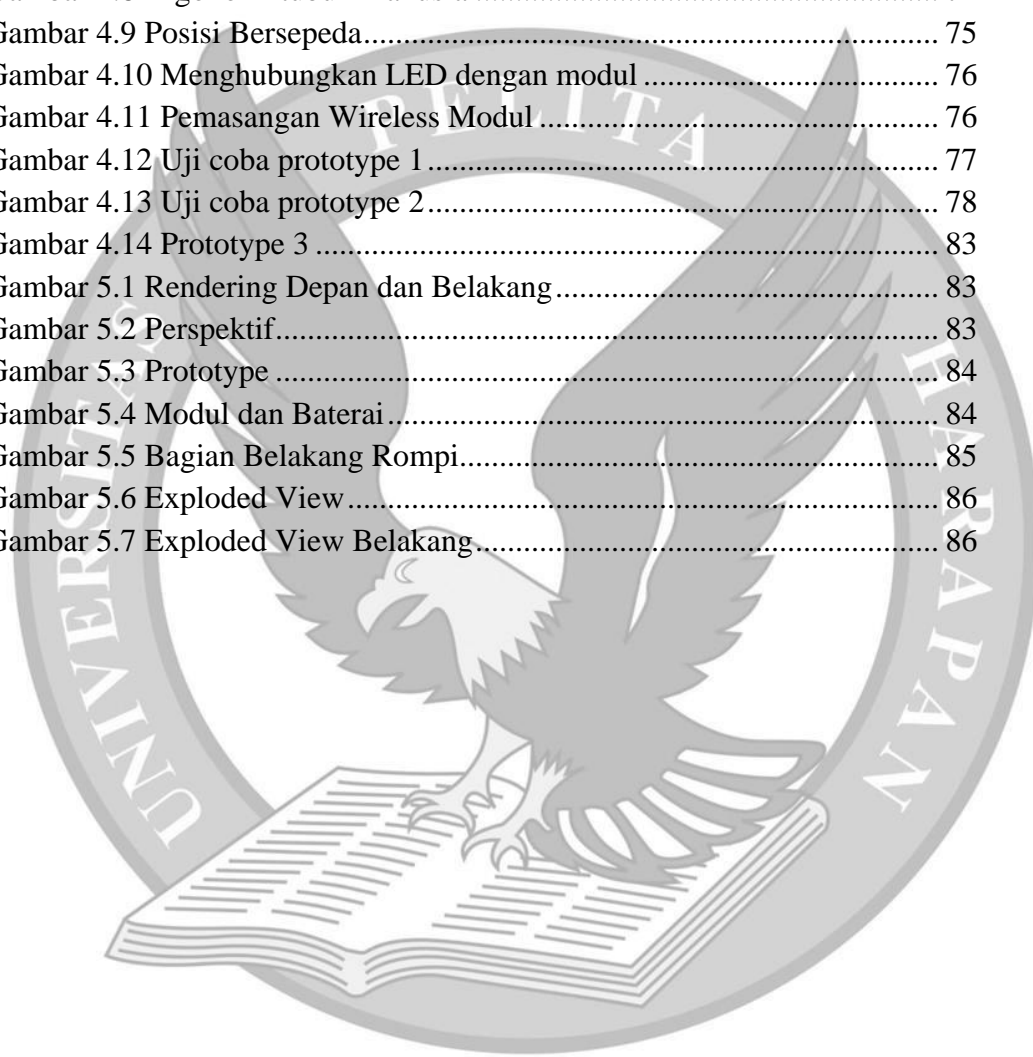 Gambar 4.9 Posisi Bersepeda.......................................................................... 75
Gambar 4.10 Menghubungkan LED dengan modul ...................................... 76
Gambar 4.11 Pemasangan Wireless Modul .................................................... 76
Gambar 4.12 Uji coba prototype 1 .................................................................. 77
Gambar 4.13 Uji coba prototype 2 .................................................................. 78
Gambar 4.14 Prototype 3 ................................................................................ 83
Gambar 5.1 Rendering Depan dan Belakang .................................................. 83
Gambar 5.2 Perspektif..................................................................................... 83
Gambar 5.3 Prototype ..................................................................................... 84
Gambar 5.4 Modul dan Baterai ....................................................................... 84
Gambar 5.5 Bagian Belakang Rompi.............................................................. 85
Gambar 5.6 Exploded View ............................................................................ 86
Gambar 5.7 Exploded View Belakang ............................................................ 86
UNIVERSITAS PELITA HARAPAN